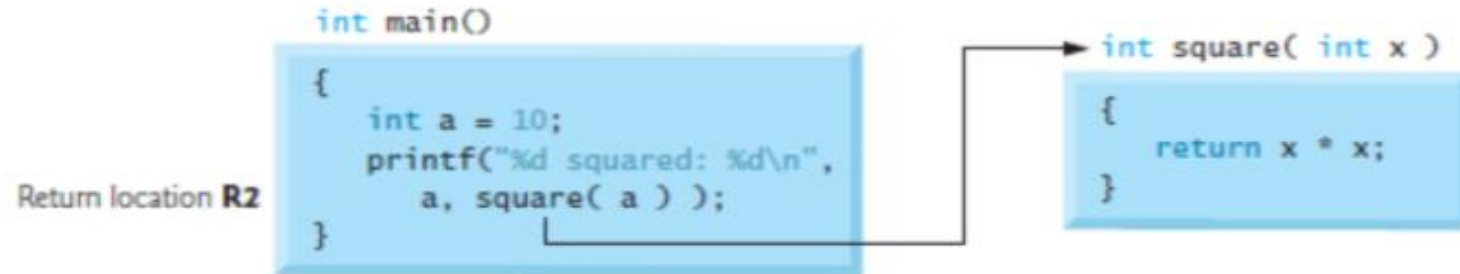 int main()
{
int a = 10;
printf("%d squared: %d\n",
Return location R2
a, square( a ) );
}
int square( int x )
{
return x * x;
}